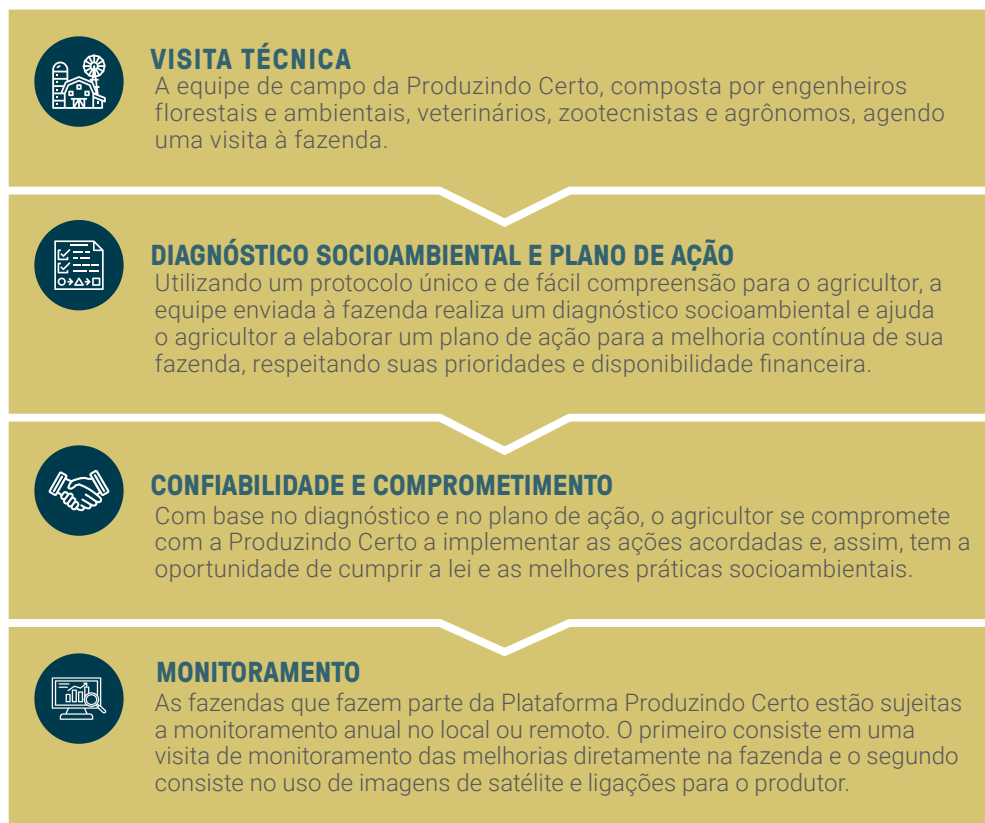 VISITA TÉCNICA
A equipe de campo da Produzindo Certo, composta por engenheiros
florestais e ambientais, veterinários, zootecnistas e agrônomos, agendo
uma visita à fazenda.
DIAGNÓSTICO SOCIOAMBIENTAL E PLANO DE AÇÃO
Utilizando um protocolo único e de fácil compreensão para o agricultor, a
equipe enviada à fazenda realiza um diagnóstico socioambiental e ajuda
o agricultor a elaborar um plano de ação para a melhoria contínua de sua
fazenda, respeitando suas prioridades e disponibilidade financeira.
CONFIABILIDADE E COMPROMETIMENTO
Com base no diagnóstico e no plano de ação, o agricultor se compromete
com a Produzindo Certo a implementar as ações acordadas e, assim, tem a
oportunidade de cumprir a lei e as melhores práticas socioambientais.
MONITORAMENTO
As fazendas que fazem parte da Plataforma Produzindo Certo estão sujeitas
a monitoramento anual no local ou remoto. O primeiro consiste em uma
visita de monitoramento das melhorias diretamente na fazenda e o segundo
consiste no uso de imagens de satélite e ligações para o produtor.